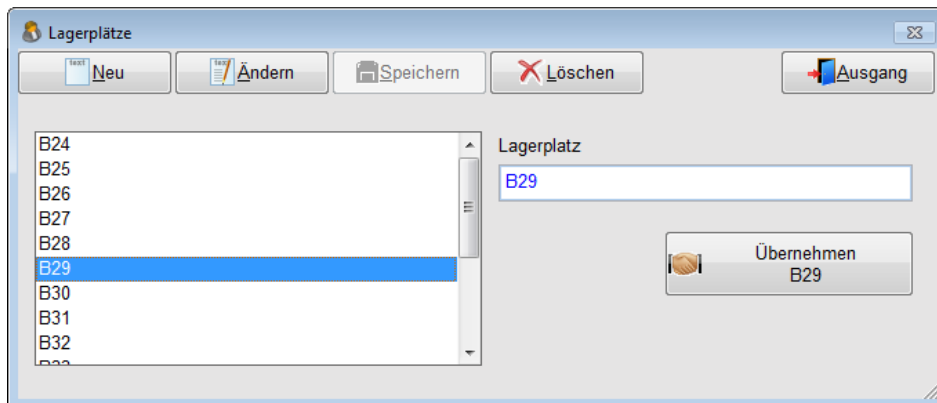 Lagerplätze
Neu
Ändern
Speichern
Löschen
Ausgang
B24
B25
B26
B27
B28
B29
B30
B31
B32
Lagerplatz
B29
Übernehmen
B29